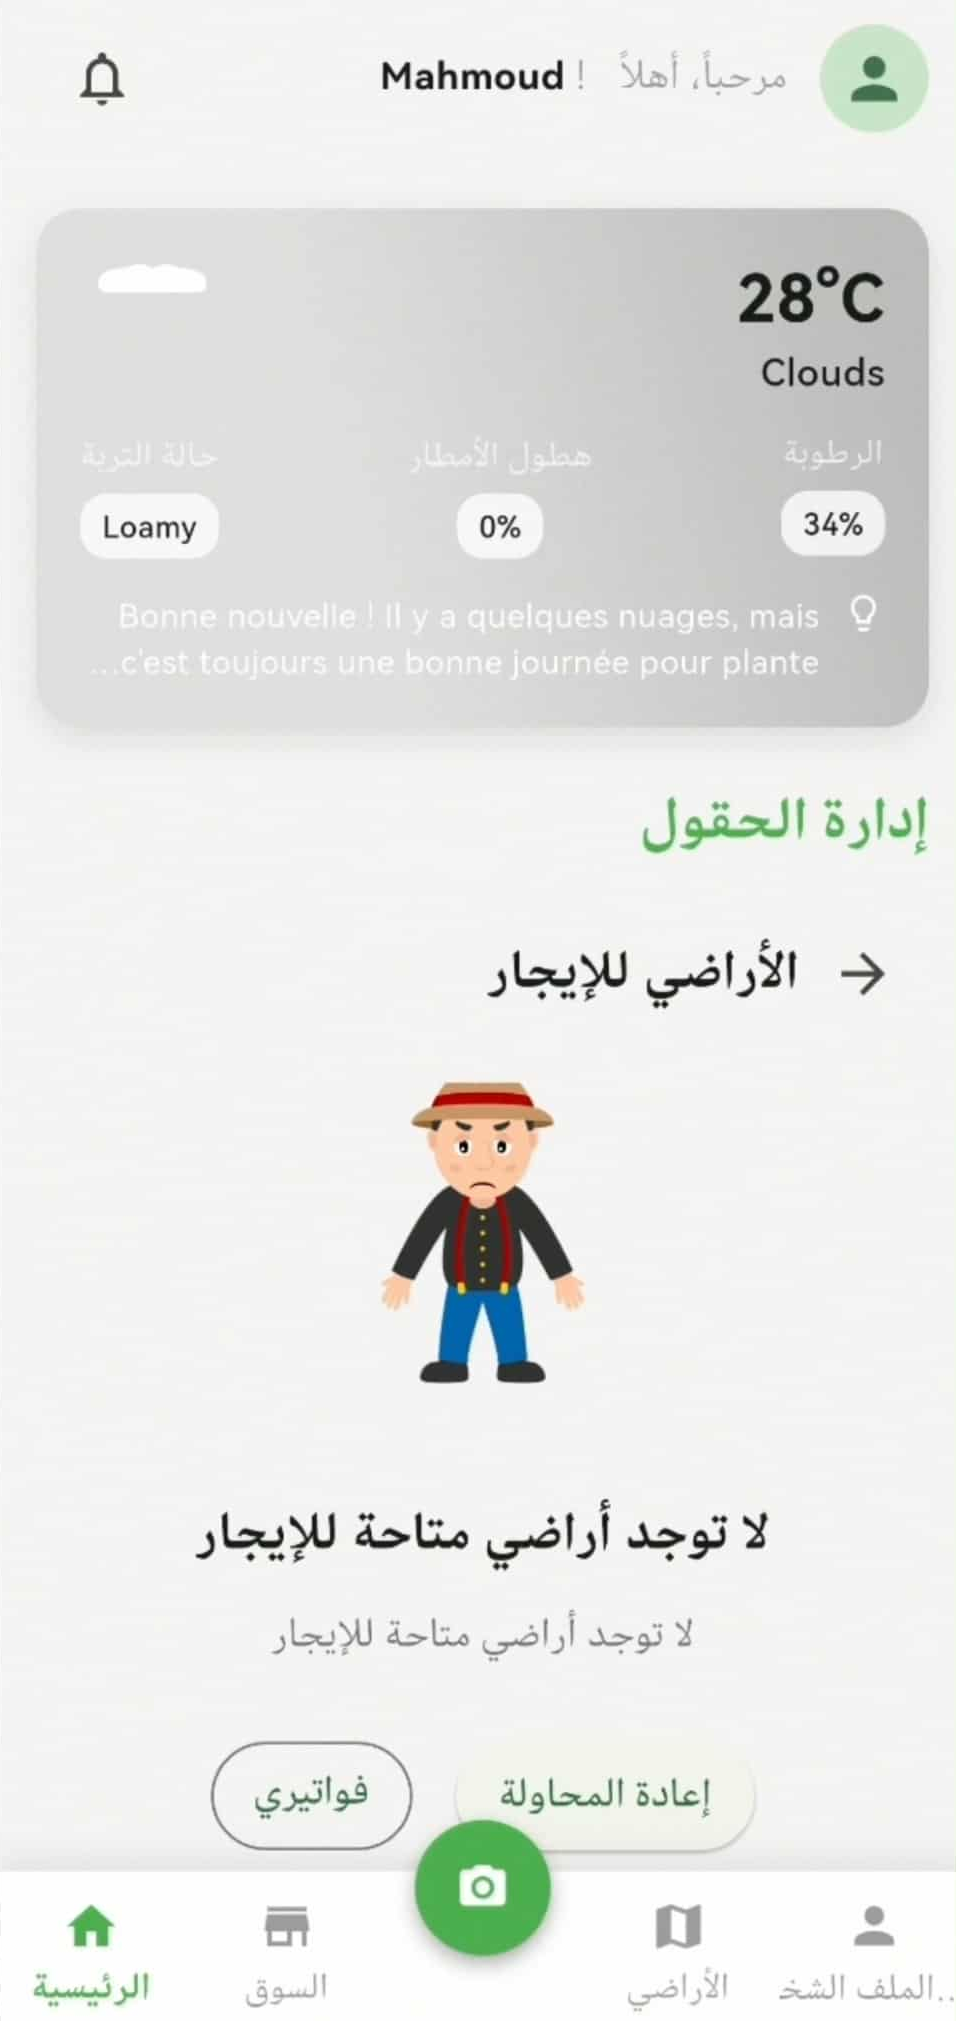 مرحباً، أهلاً ! Mahmoud
28°C
Clouds
الرطوبة هطول الأمطار حالة التربة
34% 0% Loamy
Bonne nouvelle ! Il y a quelques nuages, mais
c'est toujours une bonne journée pour plante...
إدارة الحقول
الأراضي للإيجار
لا توجد أراضي متاحة للإيجار
لا توجد أراضي متاحة للإيجار
إعادة المحاولة فواتيري
الملف الشخ... الأراضي السوق الرئيسية